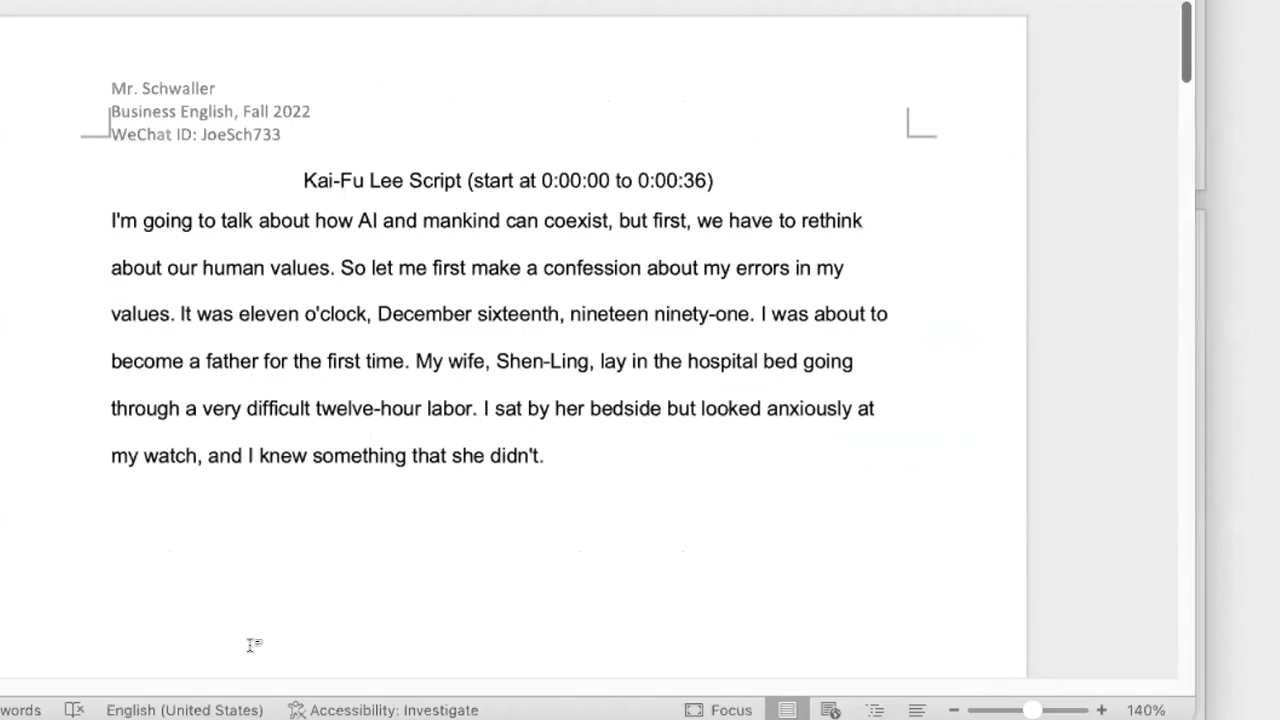 Mr. Schwaller
Business English, Fall 2022
WeChat ID: JoeSch733
Kai-Fu Lee Script (start at 0:00:00 to 0:00:36)
I'm going to talk about how AI and mankind can coexist, but first, we have to rethink
about our human values. So let me first make a confession about my errors in my
values. It was eleven o'clock, December sixteenth, nineteen ninety-one. I was about to
become a father for the first time. My wife, Shen-Ling, lay in the hospital bed going
through a very difficult twelve-hour labor. I sat by her bedside but looked anxiously at
my watch, and I knew something that she didn't.
words English (United States) Accessibility: Investigate Focus 140%